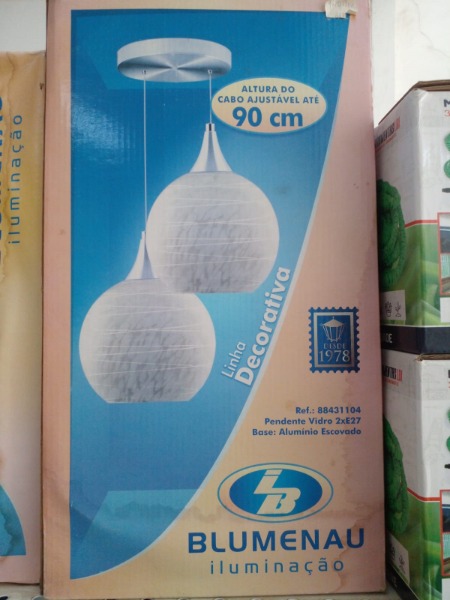 ALTURA DO
CABO AJUSTÁVEL ATÉ
90 cm
Linha
Decorativa
DESDE
1978
Ref.: 88431104
Pendente Vidro 2xE27
Base: Alumínio Escovado
LB
BLUMENAU
iluminação
iluminação